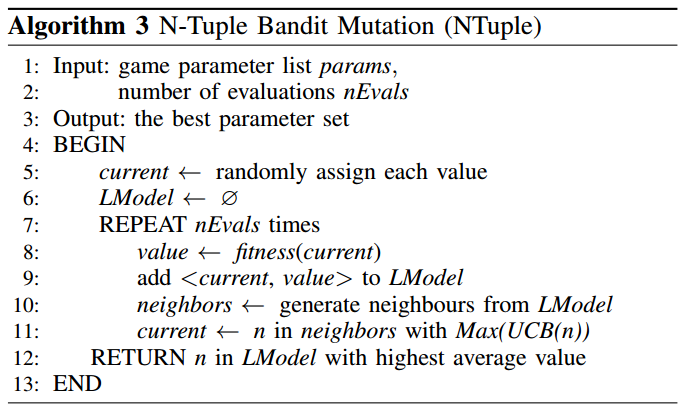 Algorithm 3 N-Tuple Bandit Mutation (NTuple)
1: Input: game parameter list params,
2: number of evaluations nEvals
3: Output: the best parameter set
4: BEGIN
5: current ← randomly assign each value
6: LModel ← ∅
7: REPEAT nEvals times
8: value ← fitness(current)
9: add <current, value> to LModel
10: neighbors ← generate neighbours from LModel
11: current ← n in neighbors with Max(UCB(n))
12: RETURN n in LModel with highest average value
13: END